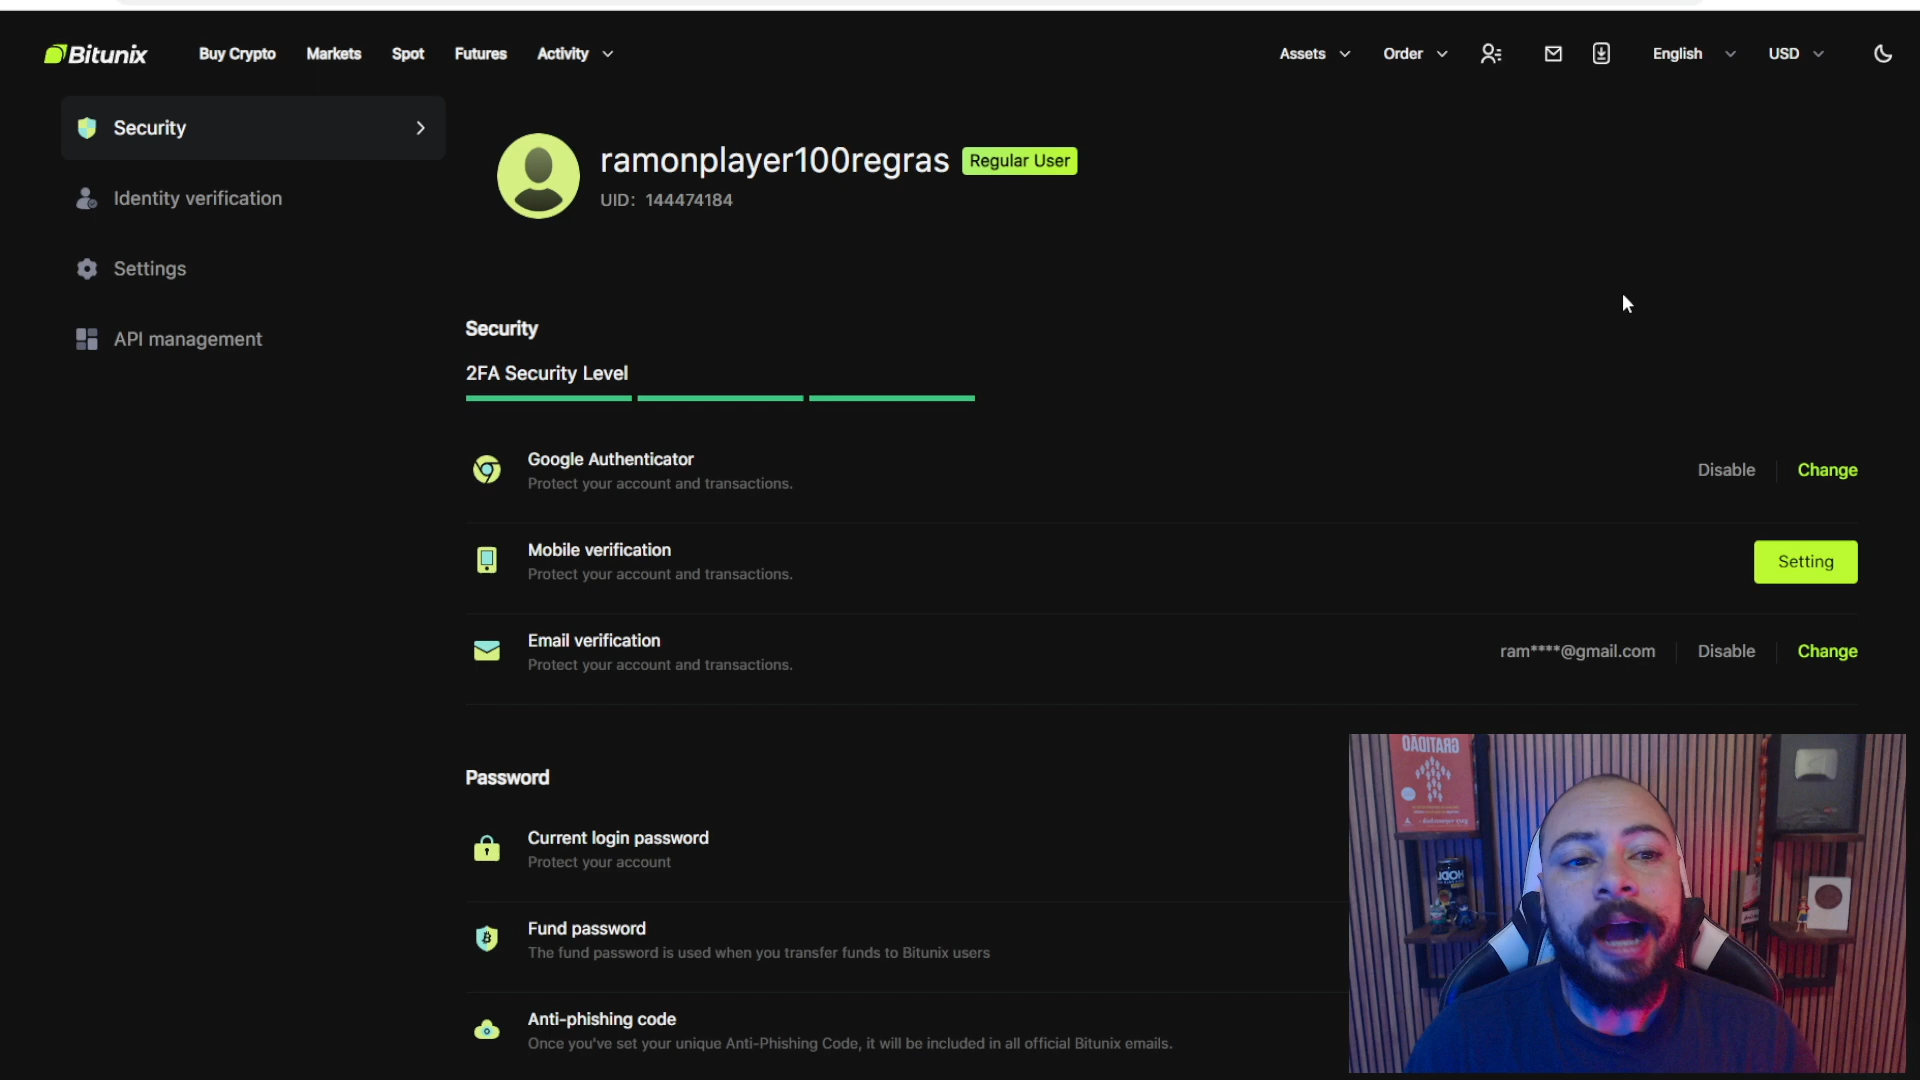 Bitunix
Buy Crypto
Markets
Spot
Futures
Activity
Assets
Order
English
USD
Security
Identity verification
Settings
API management
ramonplayer100regras
Regular User
UID: 144474184
Security
2FA Security Level
Google Authenticator
Protect your account and transactions.
Disable
Change
Mobile verification
Protect your account and transactions.
Setting
Email verification
Protect your account and transactions.
ram****@gmail.com
Disable
Change
Password
Current login password
Protect your account
Fund password
The fund password is used when you transfer funds to Bitunix users
Anti-phishing code
Once you've set your unique Anti-Phishing Code, it will be included in all official Bitunix emails.
GRATIDÃO
HODL